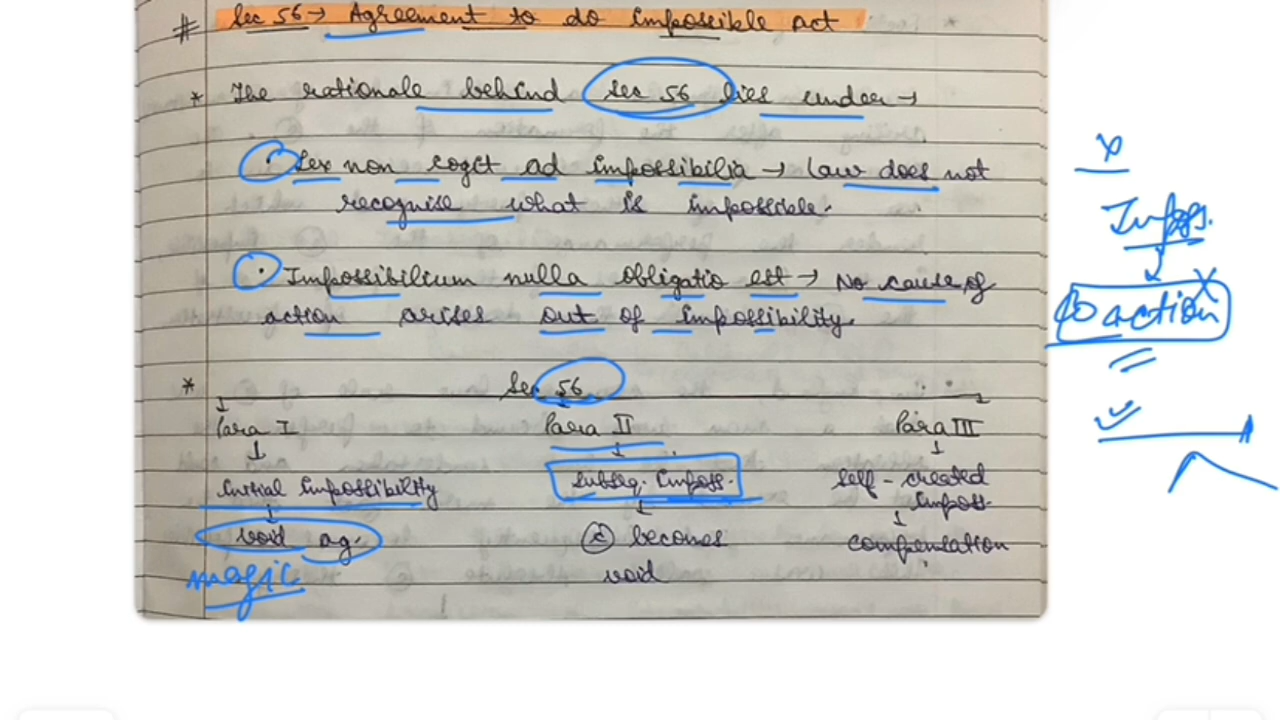 # Sec 56 → Agreement to do impossible act
* The rationale behind Sec 56 lies under →
· Lex non cogit ad impossibilia → Law does not
recognise what is impossible.
· Impossibilium nulla obligatio est → No cause of
action arises out of impossibility.
* Sec 56
Para I Para II Para III
initial impossibility subseq. imposs. self-created
imposs.
void ag. (c) becomes compensation
void
magic
x
Imposs.
action x